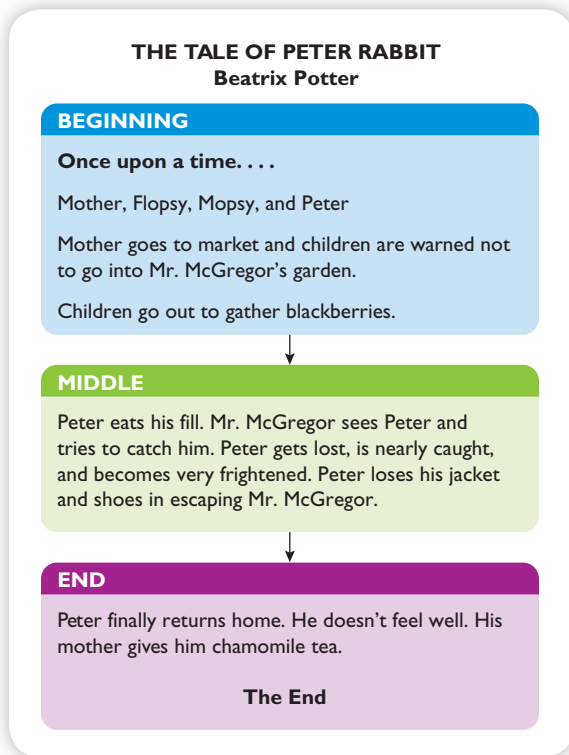 THE TALE OF PETER RABBIT
Beatrix Potter
BEGINNING
Once upon a time. . . .
Mother, Flopsy, Mopsy, and Peter
Mother goes to market and children are warned not
to go into Mr. McGregor's garden.
Children go out to gather blackberries.
MIDDLE
Peter eats his fill. Mr. McGregor sees Peter and
tries to catch him. Peter gets lost, is nearly caught,
and becomes very frightened. Peter loses his jacket
and shoes in escaping Mr. McGregor.
END
Peter finally returns home. He doesn't feel well. His
mother gives him chamomile tea.
The End